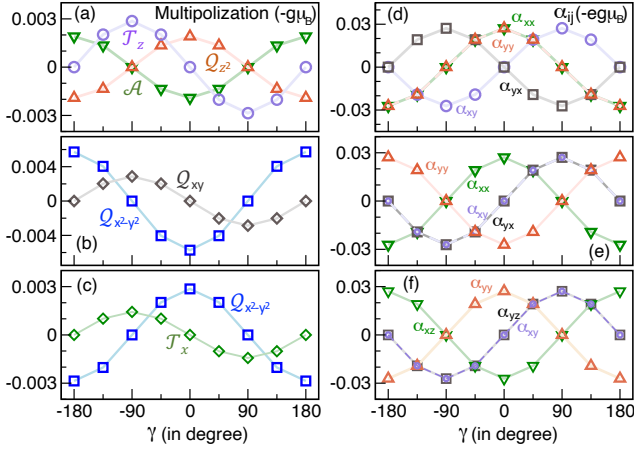 (a) Multipolization (-gμB)
0.003
0
-0.003
𝒯z
𝒬z²
𝒜
(b)
0.004
0
-0.004
𝒬xy
𝒬x²-y²
(c)
0.003
0
-0.003
𝒬x²-y²
𝒯x
-180 -90 0 90 180
γ (in degree)
(d) αij(-egμB)
0.03
0
-0.03
αxx
αyy
αyx
αxy
(e)
0.03
0
-0.03
αyy
αxx
αxy
αyx
(f)
0.03
0
-0.03
αyy
αyz
αxz
αxy
-180 -90 0 90 180
γ (in degree)